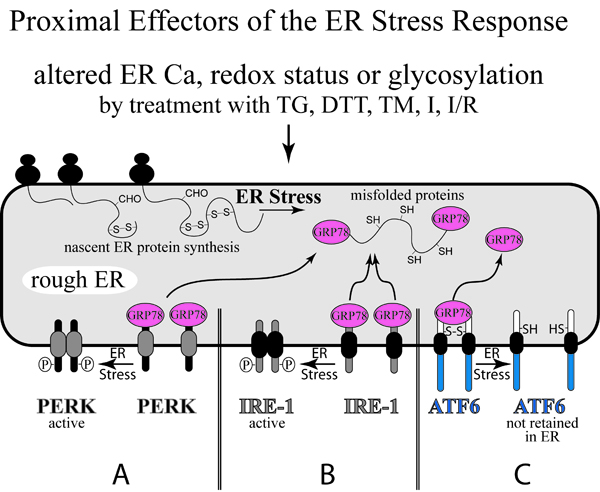 Proximal Effectors of the ER Stress Response
altered ER Ca, redox status or glycosylation
by treatment with TG, DTT, TM, I, I/R
CHO
CHO
ER Stress
misfolded proteins
S-S
S-S
S-S
nascent ER protein synthesis
GRP78
SH
SH
SH
SH
GRP78
GRP78
rough ER
GRP78
GRP78
GRP78
GRP78
GRP78
S-S
-SH
HS-
P
P
ER
Stress
P
P
ER
Stress
ER
Stress
PERK
active
PERK
IRE-1
active
IRE-1
ATF6
ATF6
not retained
in ER
A
B
C